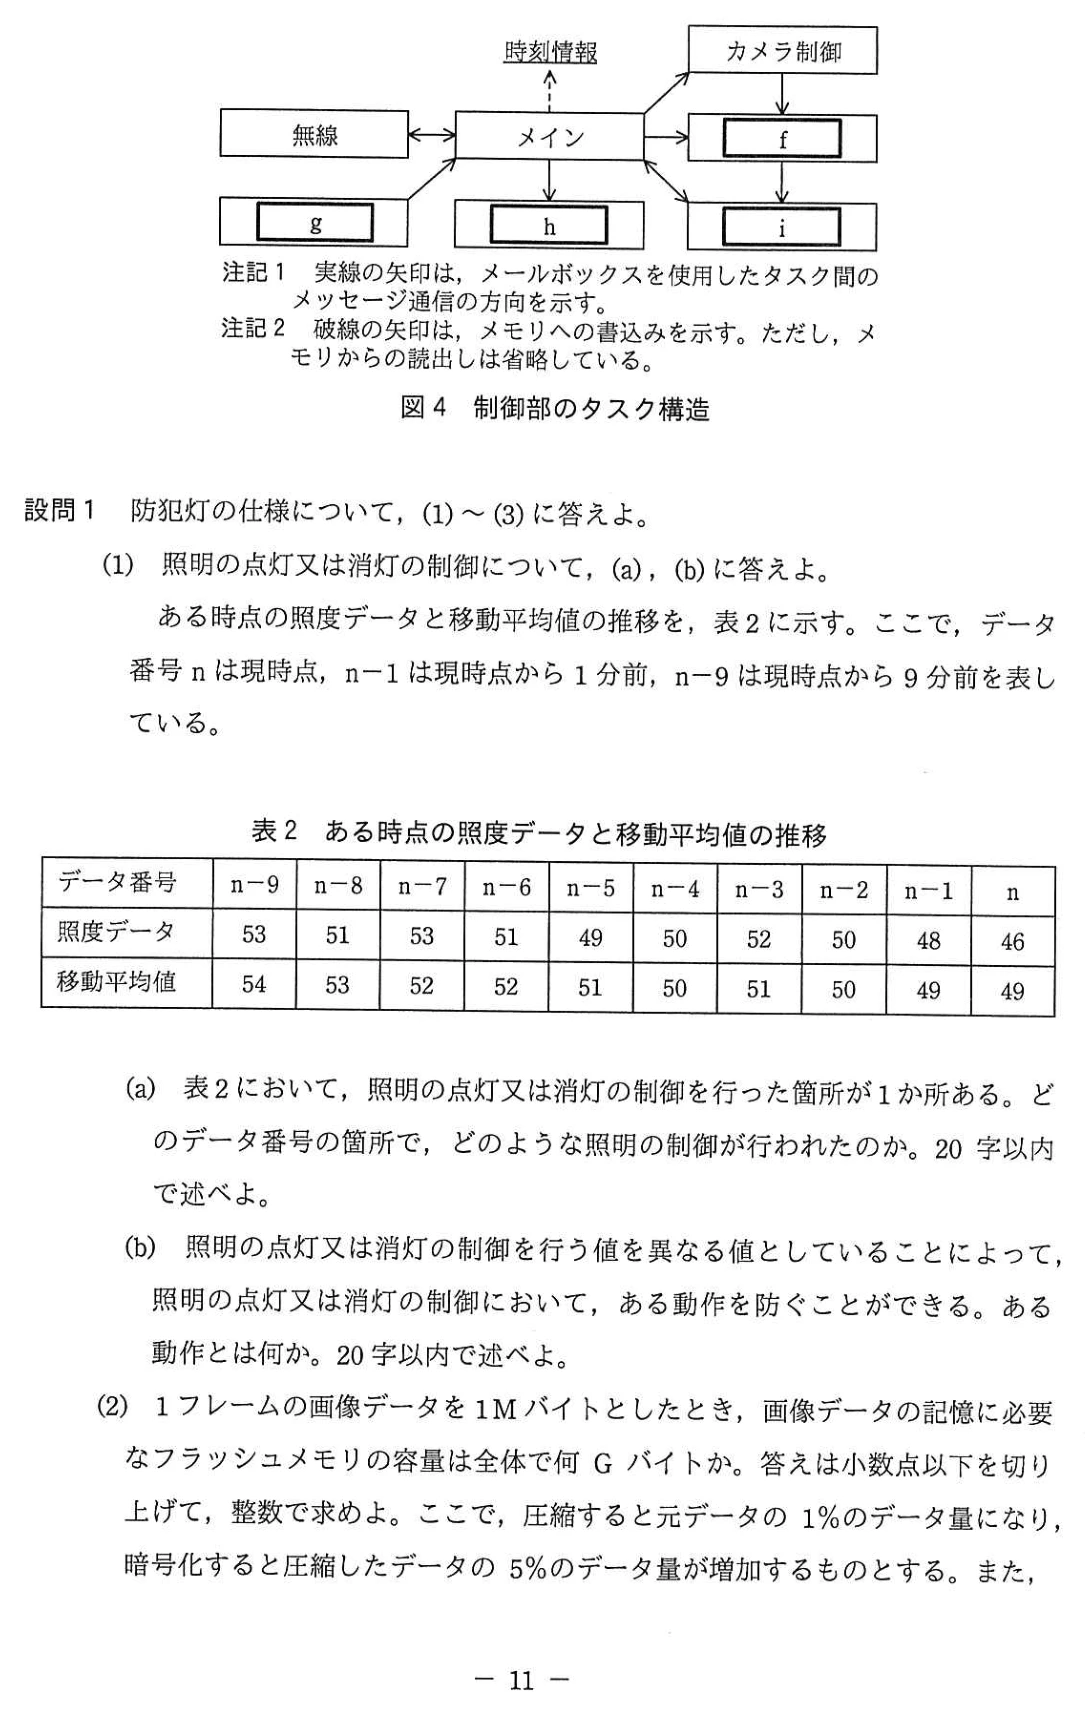 時刻情報
カメラ制御
無線
メイン
f
g
h
i
注記1 実線の矢印は，メールボックスを使用したタスク間の
メッセージ通信の方向を示す。
注記2 破線の矢印は，メモリへの書込みを示す。ただし，メ
モリからの読出しは省略している。
図4 制御部のタスク構造
設問1 防犯灯の仕様について，(1)～(3)に答えよ。
(1) 照明の点灯又は消灯の制御について，(a)，(b)に答えよ。
ある時点の照度データと移動平均値の推移を，表2に示す。ここで，データ
番号nは現時点，n－1は現時点から1分前，n－9は現時点から9分前を表し
ている。
表2 ある時点の照度データと移動平均値の推移
データ番号 n－9 n－8 n－7 n－6 n－5 n－4 n－3 n－2 n－1 n
照度データ 53 51 53 51 49 50 52 50 48 46
移動平均値 54 53 52 52 51 50 51 50 49 49
(a) 表2において，照明の点灯又は消灯の制御を行った箇所が1か所ある。ど
のデータ番号の箇所で，どのような照明の制御が行われたのか。20字以内
で述べよ。
(b) 照明の点灯又は消灯の制御を行う値を異なる値としていることによって，
照明の点灯又は消灯の制御において，ある動作を防ぐことができる。ある
動作とは何か。20字以内で述べよ。
(2) 1フレームの画像データを1Mバイトとしたとき，画像データの記憶に必要
なフラッシュメモリの容量は全体で何 G バイトか。答えは小数点以下を切り
上げて，整数で求めよ。ここで，圧縮すると元データの 1%のデータ量になり，
暗号化すると圧縮したデータの 5%のデータ量が増加するものとする。また，
－ 11 －